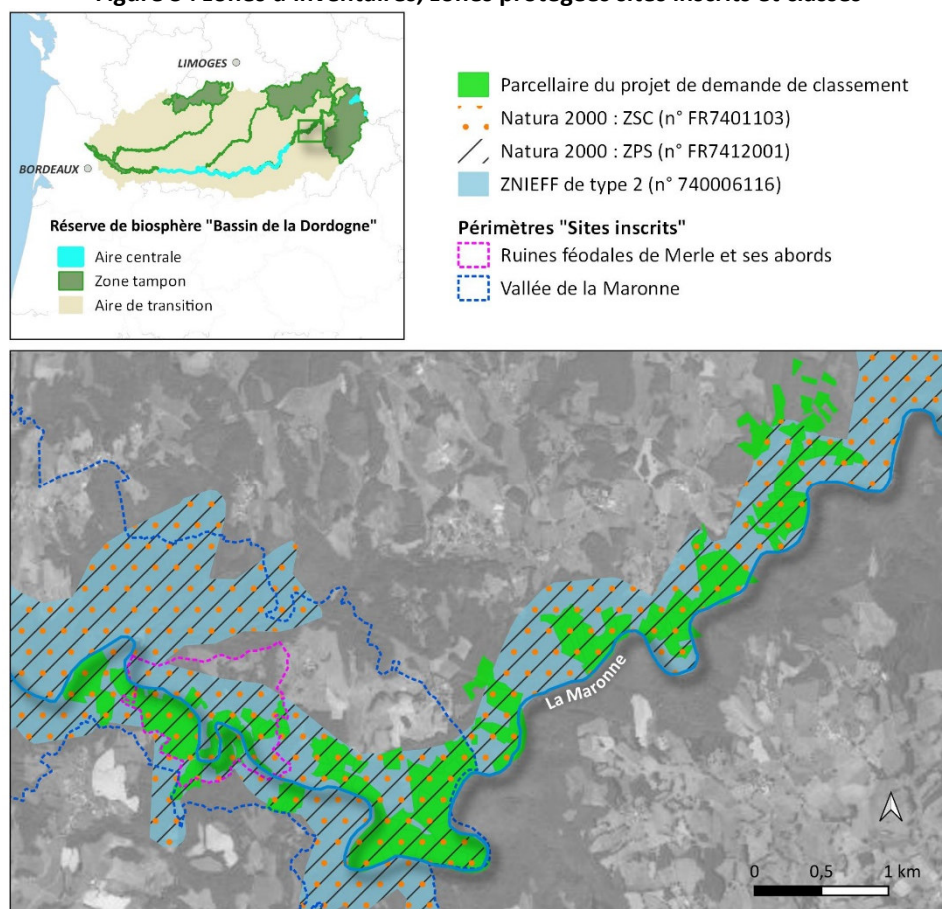 LIMOGES
BORDEAUX
Réserve de biosphère "Bassin de la Dordogne"
Aire centrale
Zone tampon
Aire de transition
Parcellaire du projet de demande de classement
Natura 2000 : ZSC (n° FR7401103)
Natura 2000 : ZPS (n° FR7412001)
ZNIEFF de type 2 (n° 740006116)
Périmètres "Sites inscrits"
Ruines féodales de Merle et ses abords
Vallée de la Maronne
La Maronne
0 0,5 1 km